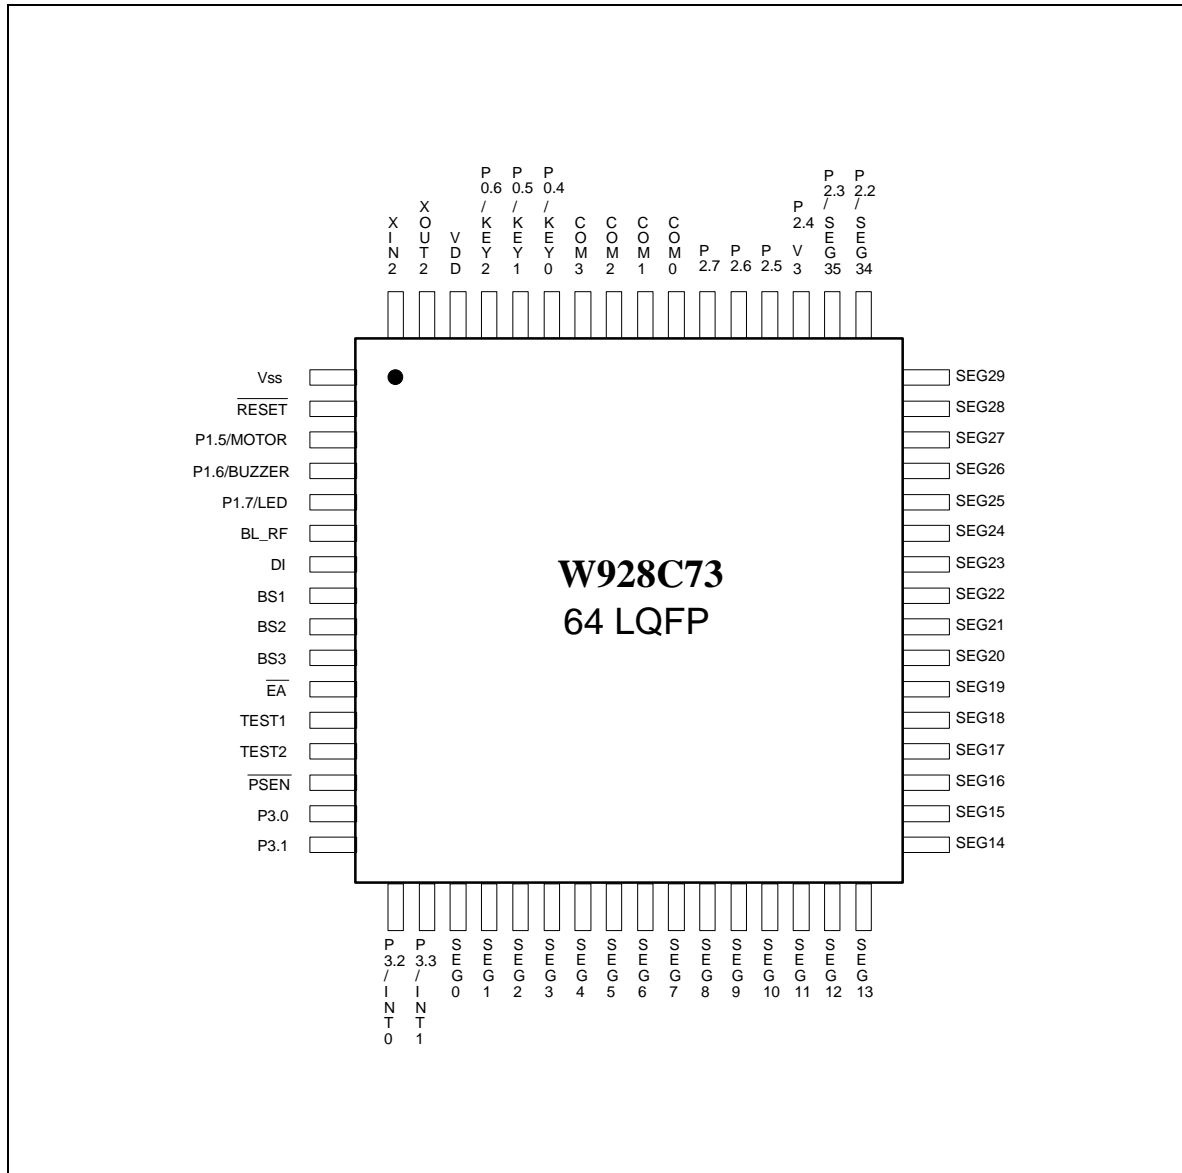 XIN2
XOUT2
VDD
P0.6/KEY2
P0.5/KEY1
P0.4/KEY0
COM3
COM2
COM1
COM0
P2.7
P2.6
P2.5
P2.4 V3
P2.3/SEG35
P2.2/SEG34
Vss
RESET
P1.5/MOTOR
P1.6/BUZZER
P1.7/LED
BL_RF
DI
BS1
BS2
BS3
EA
TEST1
TEST2
PSEN
P3.0
P3.1
W928C73
64 LQFP
SEG29
SEG28
SEG27
SEG26
SEG25
SEG24
SEG23
SEG22
SEG21
SEG20
SEG19
SEG18
SEG17
SEG16
SEG15
SEG14
P3.2/INT0
P3.3/INT1
SEG0
SEG1
SEG2
SEG3
SEG4
SEG5
SEG6
SEG7
SEG8
SEG9
SEG10
SEG11
SEG12
SEG13